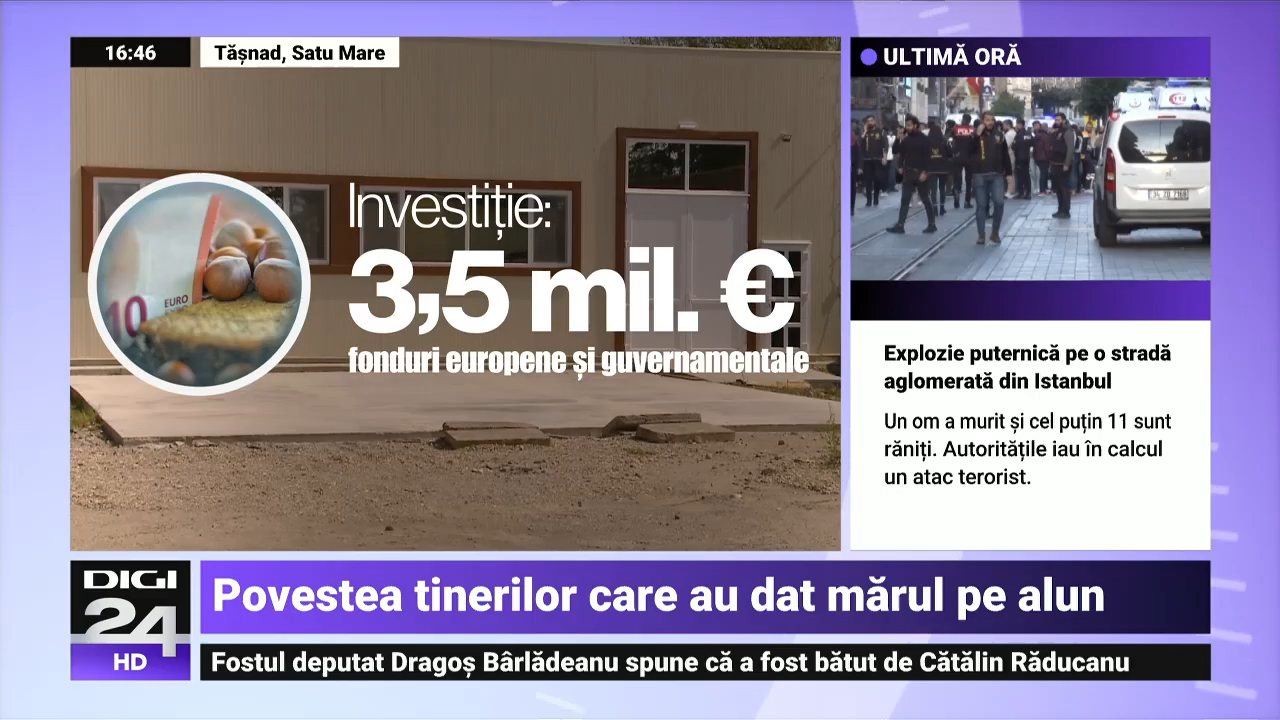 16:46
Tășnad, Satu Mare
Investiție:
3,5 mil. €
fonduri europene și guvernamentale
10
EURO
ULTIMĂ ORĂ
112
Explozie puternică pe o stradă
aglomerată din Istanbul
Un om a murit și cel puțin 11 sunt
răniți. Autoritățile iau în calcul
un atac terorist.
DIGI
24
HD
Povestea tinerilor care au dat mărul pe alun
Fostul deputat Dragoș Bârlădeanu spune că a fost bătut de Cătălin Răducanu